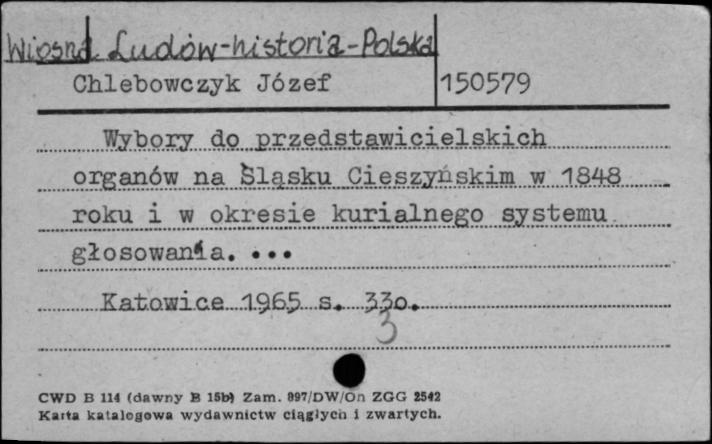 Wiosna Ludów-historia-Polska
Chlebowczyk Józef 150579
Wybory do przedstawicielskich
organów na Śląsku Cieszyńskim w 1848
roku i w okresie kurialnego systemu
głosowania. ...
Katowice 1965 s. 330.
3
CWD B 114 (dawny B 15b) Zam. 897/DW/On ZGG 2542
Karta katalogowa wydawnictw ciągłych i zwartych.